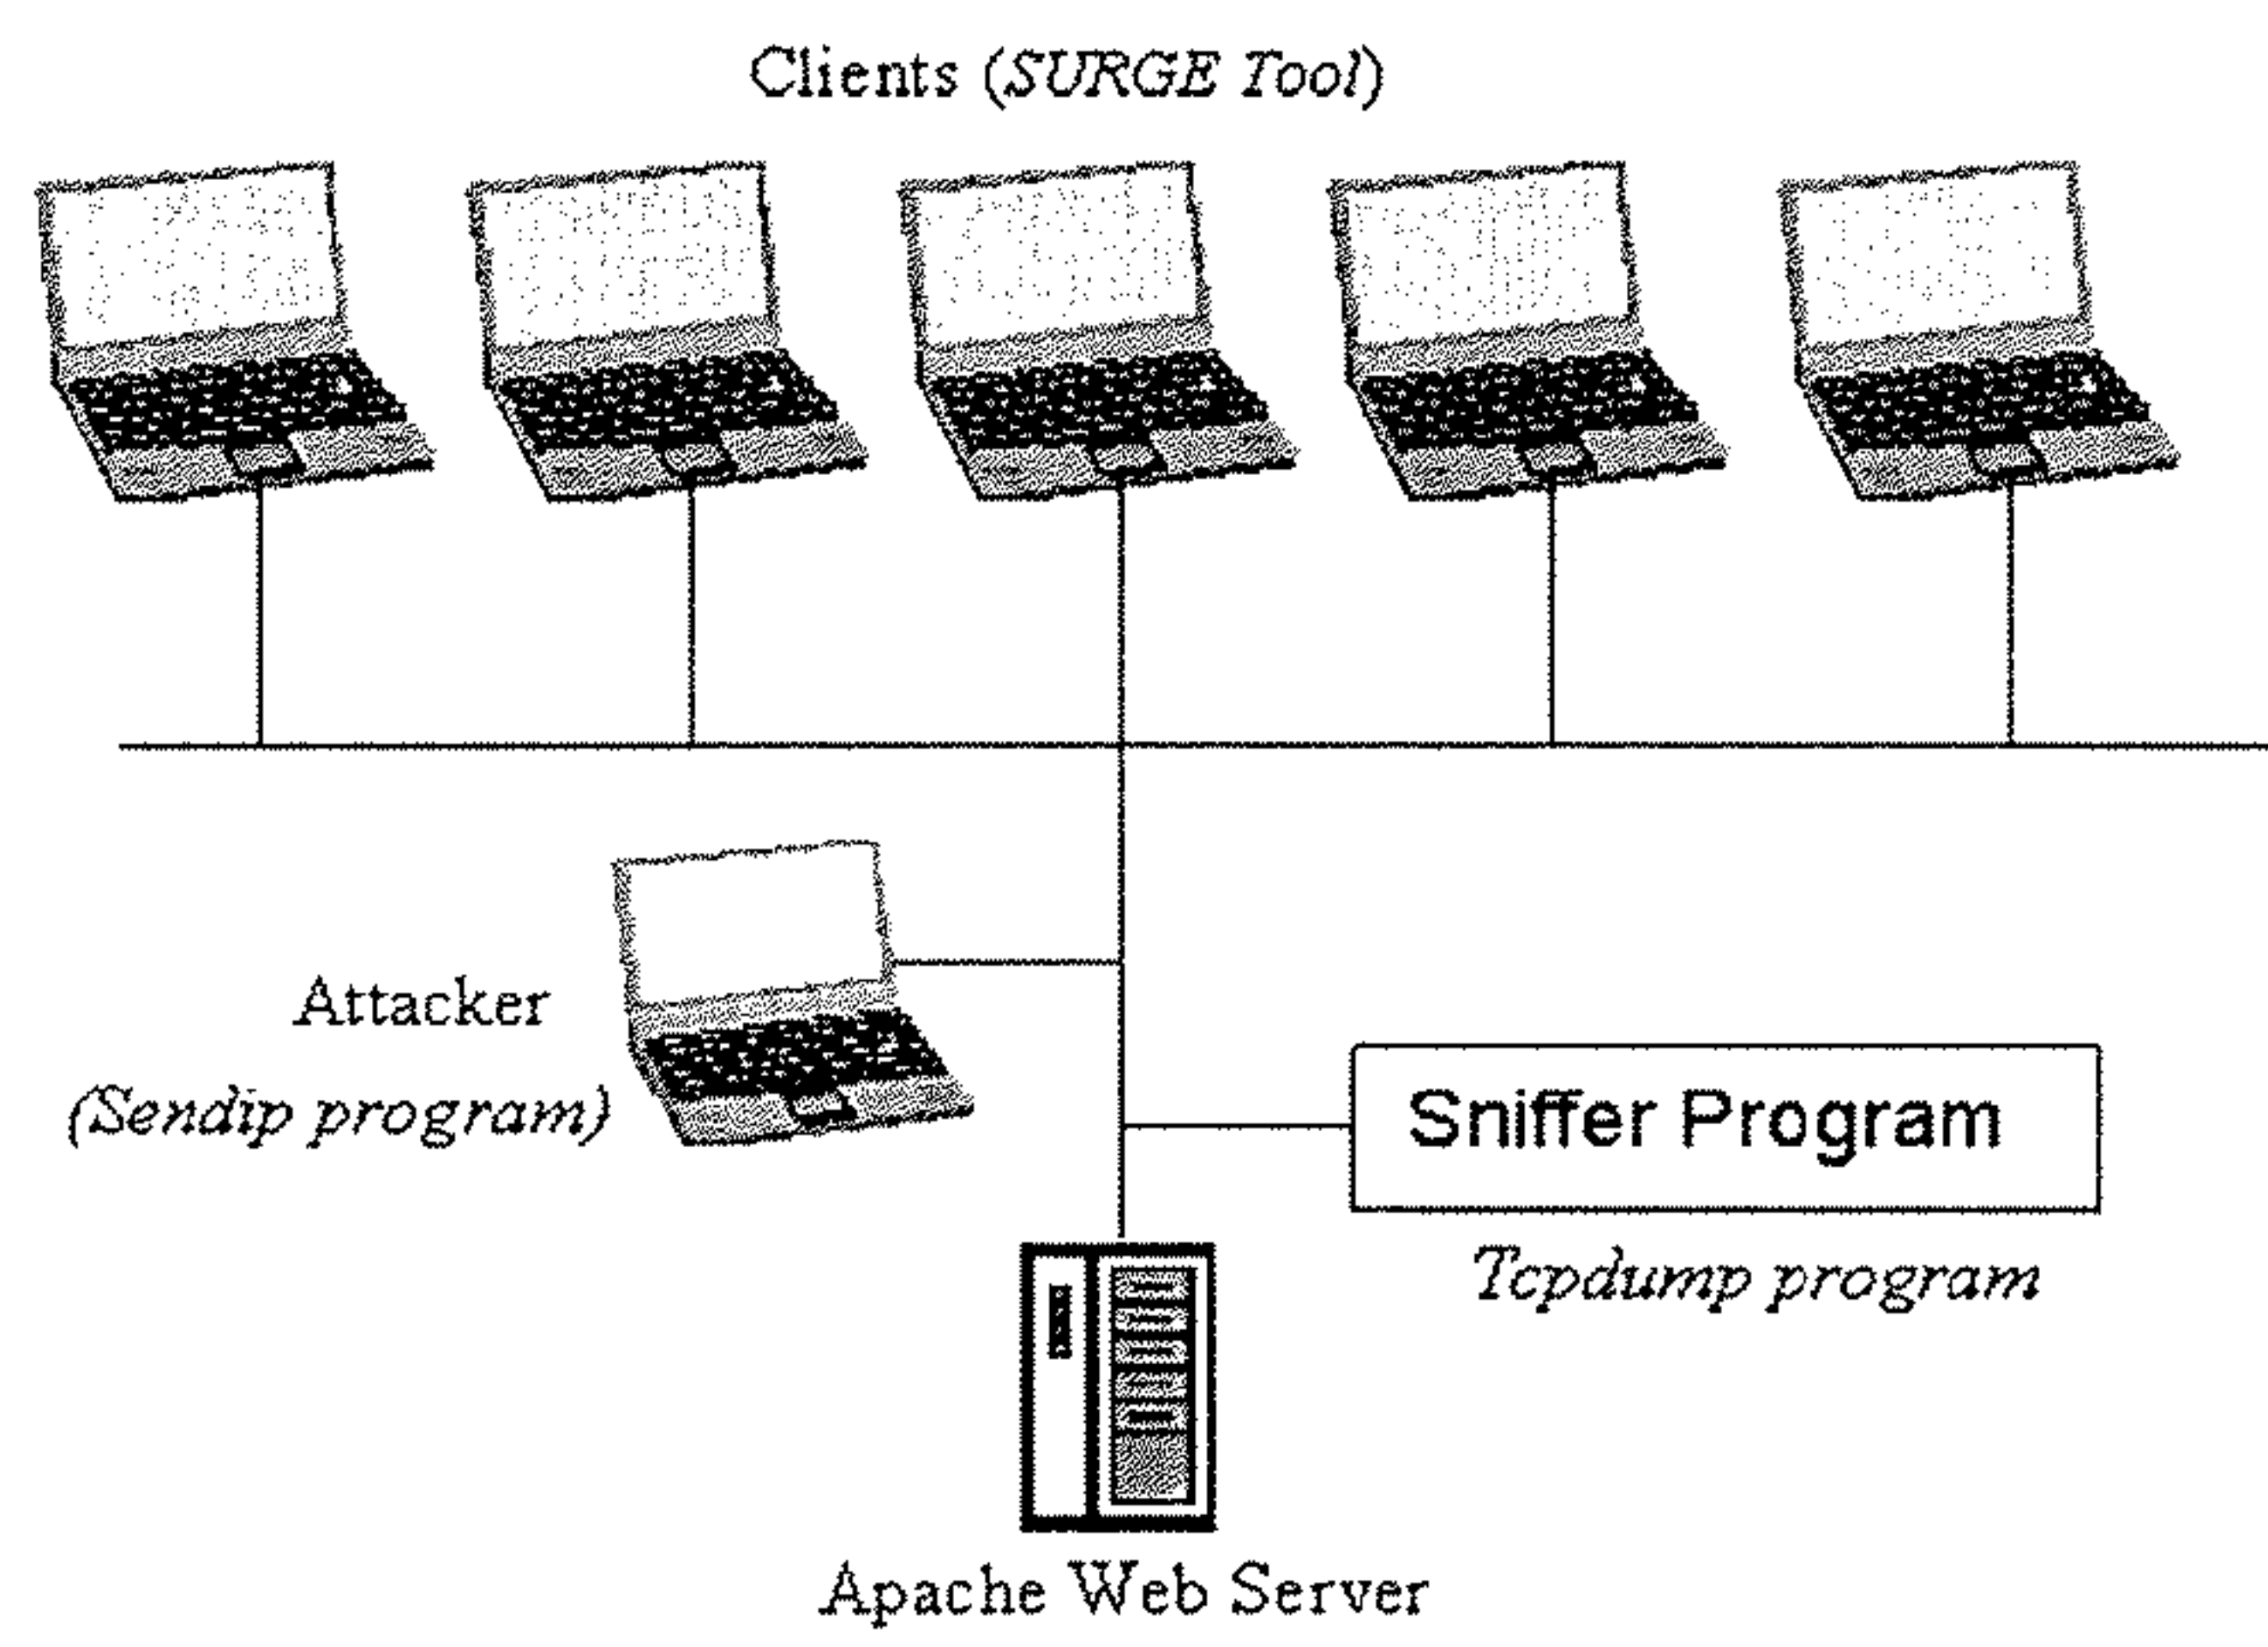 Clients (SURGE Tool)
Attacker
(Sendip program)
Sniffer Program
Tcpdump program
Apache Web Server